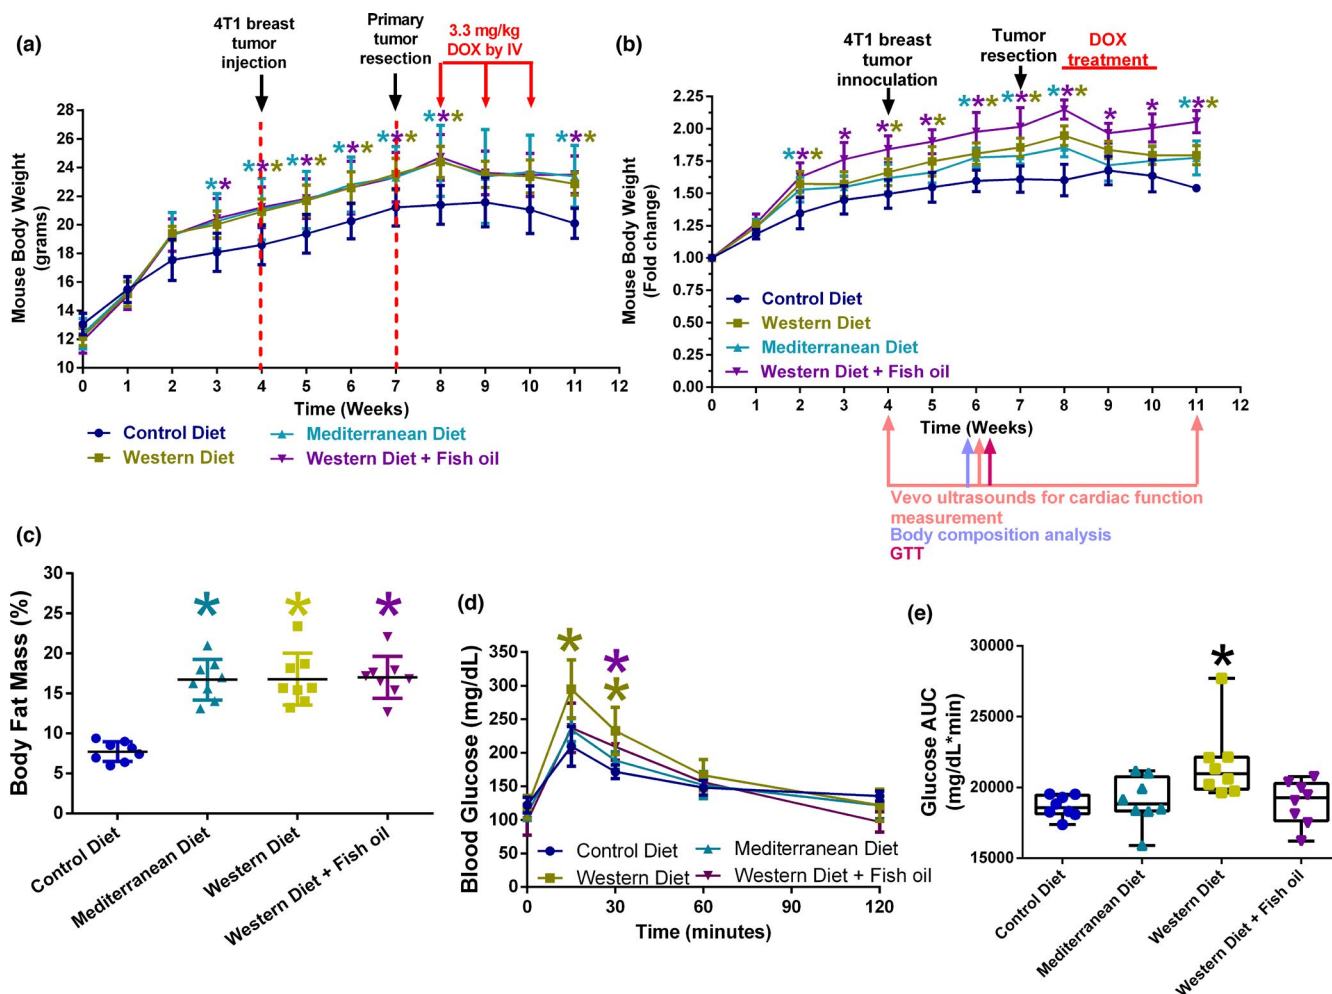 (a)
4T1 breast
tumor
injection
Primary
tumor
resection
3.3 mg/kg
DOX by IV
Mouse Body Weight
(grams)
28
26
24
22
20
18
16
14
12
10
* *
* * *
* * *
* * *
* * *
* * *
* * *
0 1 2 3 4 5 6 7 8 9 10 11 12
Time (Weeks)
Control Diet
Western Diet
Mediterranean Diet
Western Diet + Fish oil
(b)
4T1 breast
tumor
innoculation
Tumor
resection
DOX
treatment
Mouse Body Weight
(Fold change)
2.25
2.00
1.75
1.50
1.25
1.00
0.75
0.50
0.25
0.00
* * *
*
* * *
* *
* * *
* * *
* * *
*
*
* * *
Control Diet
Western Diet
Mediterranean Diet
Western Diet + Fish oil
0 1 2 3 4 5 6 7 8 9 10 11 12
Time (Weeks)
Vevo ultrasounds for cardiac function
measurement
Body composition analysis
GTT
(c)
Body Fat Mass (%)
30
25
20
15
10
5
0
* * *
Control Diet
Mediterranean Diet
Western Diet
Western Diet + Fish oil
(d)
Blood Glucose (mg/dL)
350
300
250
200
150
100
50
0
*
*
*
Control Diet
Western Diet
Mediterranean Diet
Western Diet + Fish oil
0 30 60 90 120
Time (minutes)
(e)
Glucose AUC
(mg/dL*min)
30000
25000
20000
15000
*
Control Diet
Mediterranean Diet
Western Diet
Western Diet + Fish oil